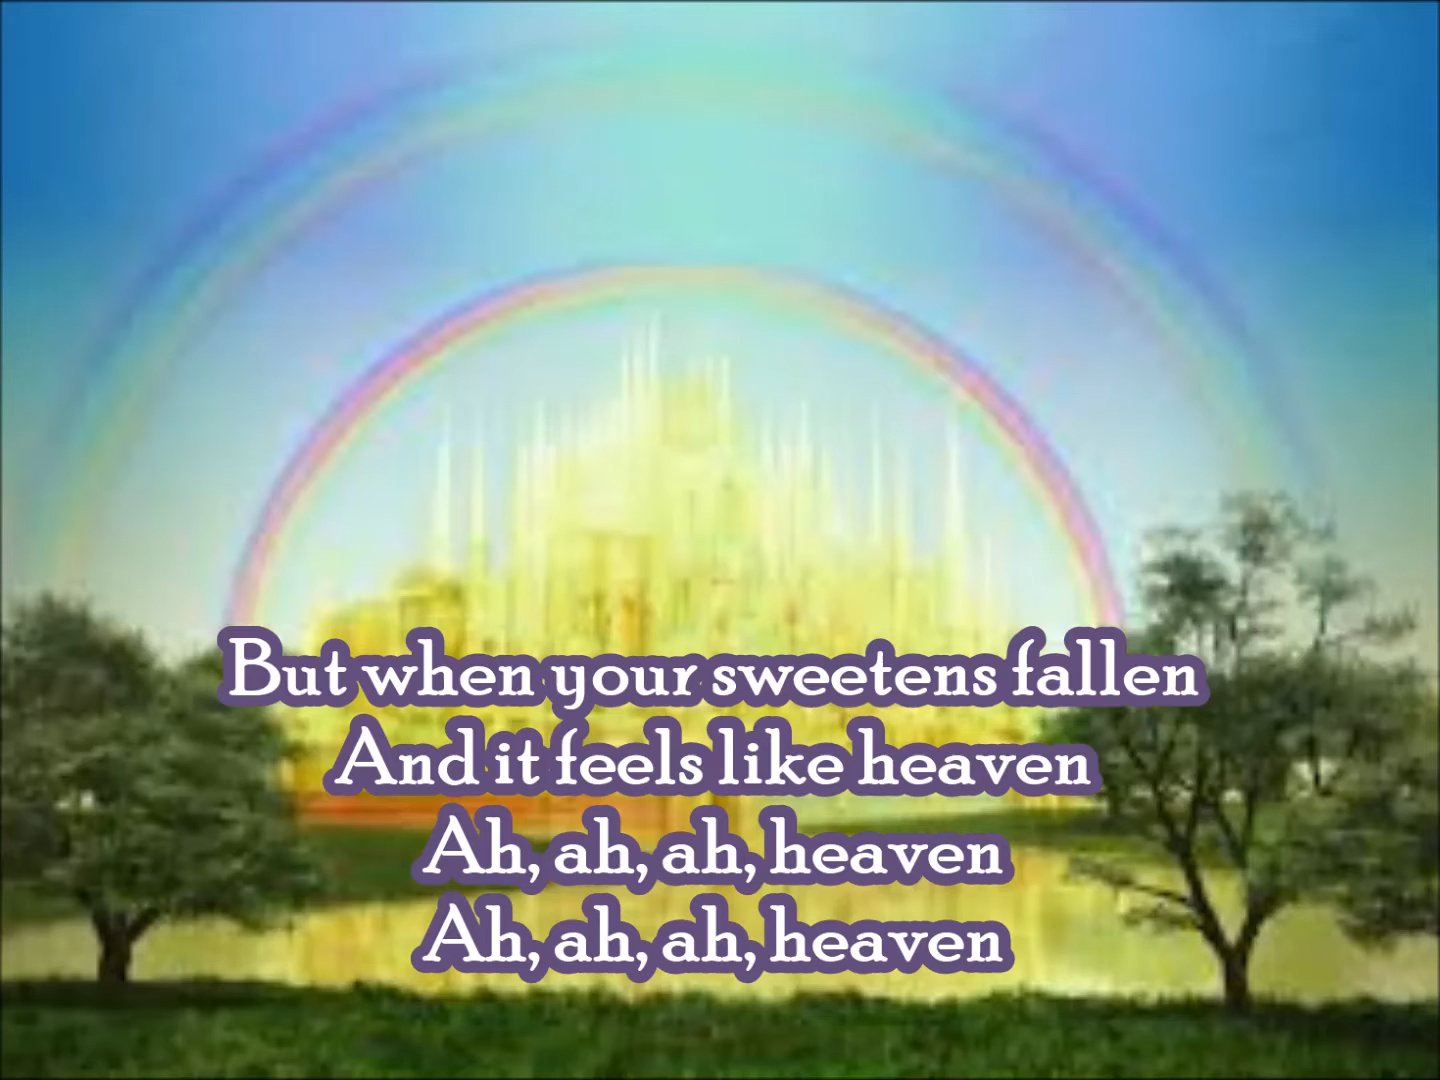 But when your sweetens fallen
And it feels like heaven
Ah, ah, ah, heaven
Ah, ah, ah, heaven